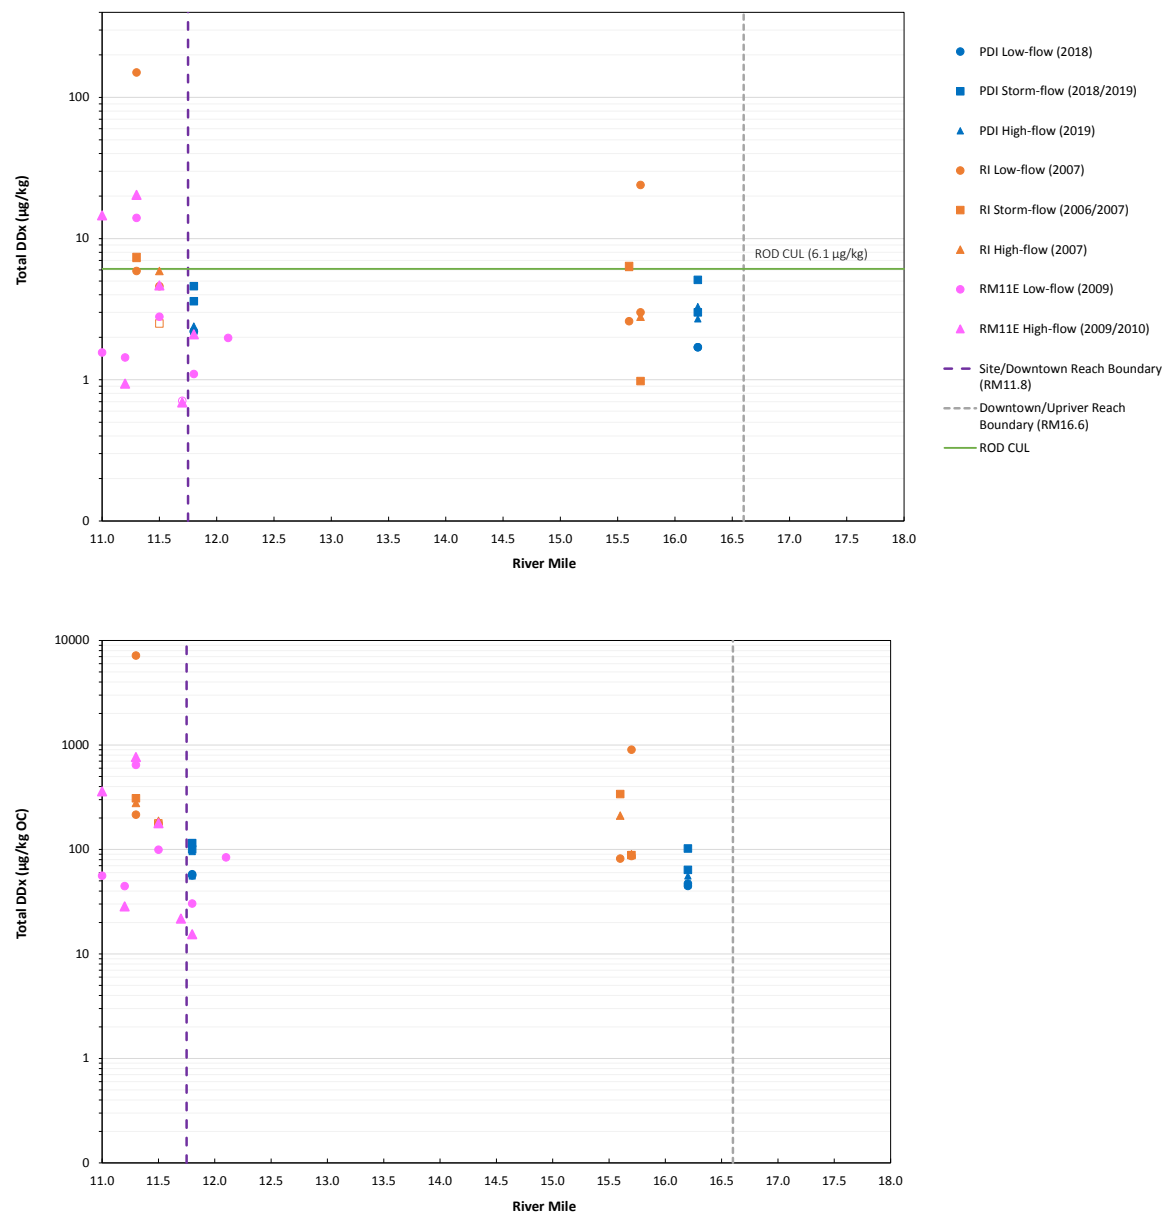 Total DDx (µg/kg)
100
10
1
0
ROD CUL (6.1 µg/kg)
11.0 11.5 12.0 12.5 13.0 13.5 14.0 14.5 15.0 15.5 16.0 16.5 17.0 17.5 18.0
River Mile
PDI Low-flow (2018)
PDI Storm-flow (2018/2019)
PDI High-flow (2019)
RI Low-flow (2007)
RI Storm-flow (2006/2007)
RI High-flow (2007)
RM11E Low-flow (2009)
RM11E High-flow (2009/2010)
Site/Downtown Reach Boundary
(RM11.8)
Downtown/Upriver Reach
Boundary (RM16.6)
ROD CUL
Total DDx (µg/kg OC)
10000
1000
100
10
1
0
11.0 11.5 12.0 12.5 13.0 13.5 14.0 14.5 15.0 15.5 16.0 16.5 17.0 17.5 18.0
River Mile